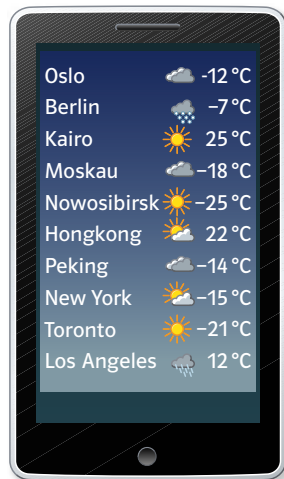 Oslo -12 °C
Berlin –7 °C
Kairo 25 °C
Moskau –18 °C
Nowosibirsk –25 °C
Hongkong 22 °C
Peking –14 °C
New York –15 °C
Toronto –21 °C
Los Angeles 12 °C